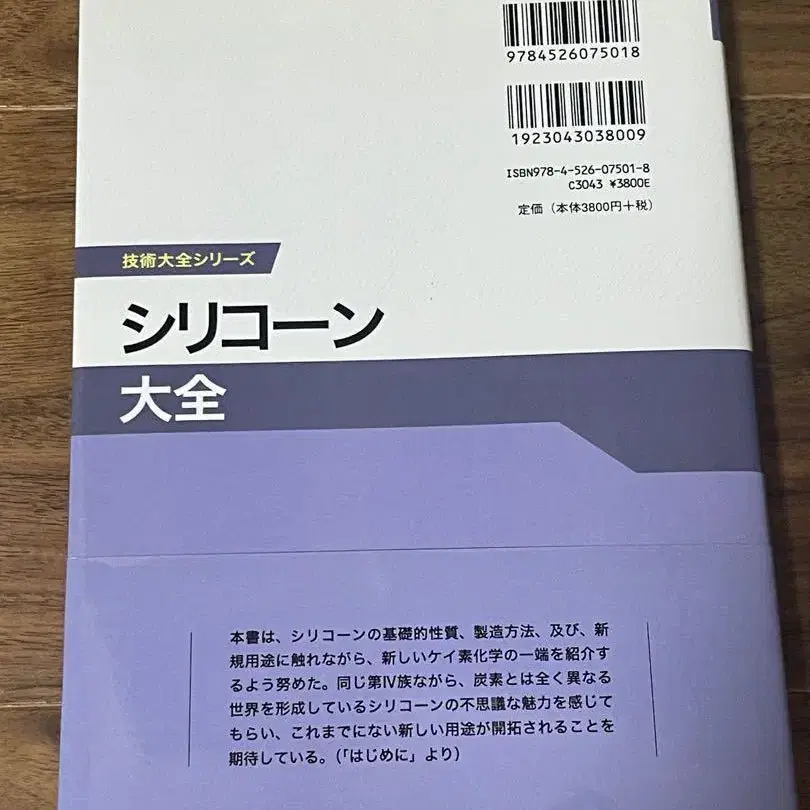 9784526075018
1923043038009
ISBN978-4-526-07501-8
C3043 ¥3800E
定価（本体3800円＋税）
技術大全シリーズ
シリコーン
大全
本書は、シリコーンの基礎的性質、製造方法、及び、新
規用途に触れながら、新しいケイ素化学の一端を紹介す
るよう努めた。同じ第Ⅳ族ながら、炭素とは全く異なる
世界を形成しているシリコーンの不思議な魅力を感じて
もらい、これまでにない新しい用途が開拓されることを
期待している。（「はじめに」より）